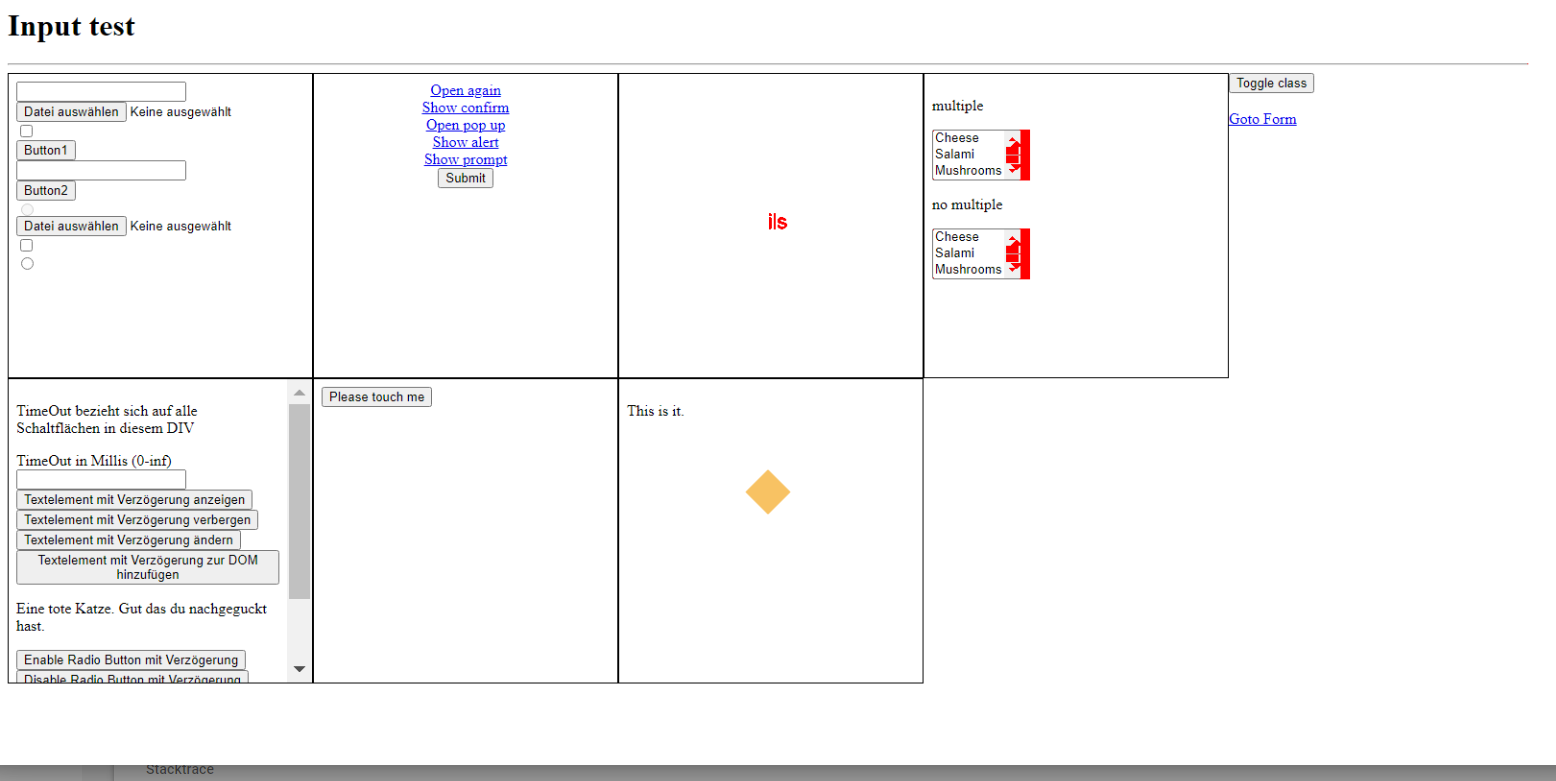 Input test
Datei auswählen Keine ausgewählt
Button1
Button2
Datei auswählen Keine ausgewählt
Open again
Show confirm
Open pop up
Show alert
Show prompt
Submit
ils
multiple
Cheese
Salami
Mushrooms
no multiple
Cheese
Salami
Mushrooms
Toggle class
Goto Form
TimeOut bezieht sich auf alle
Schaltflächen in diesem DIV
TimeOut in Millis (0-inf)
Textelement mit Verzögerung anzeigen
Textelement mit Verzögerung verbergen
Textelement mit Verzögerung ändern
Textelement mit Verzögerung zur DOM
hinzufügen
Eine tote Katze. Gut das du nachgeguckt
hast.
Enable Radio Button mit Verzögerung
Disable Radio Button mit Verzögerung
Please touch me
This is it.
Stacktrace